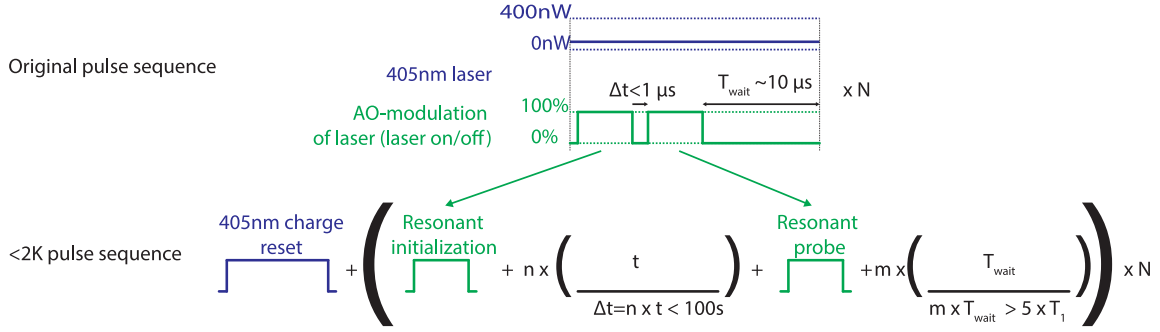 400nW
0nW
Original pulse sequence
405nm laser
Δt<1 μs
T_wait ~10 μs
x N
100%
AO-modulation
of laser (laser on/off)
0%
405nm charge
reset
Resonant
initialization
Resonant
probe
<2K pulse sequence
+ ( + n x ( t ) + + m x ( T_wait ) ) x N
Δt=n x t < 100s
m x T_wait > 5 x T_1